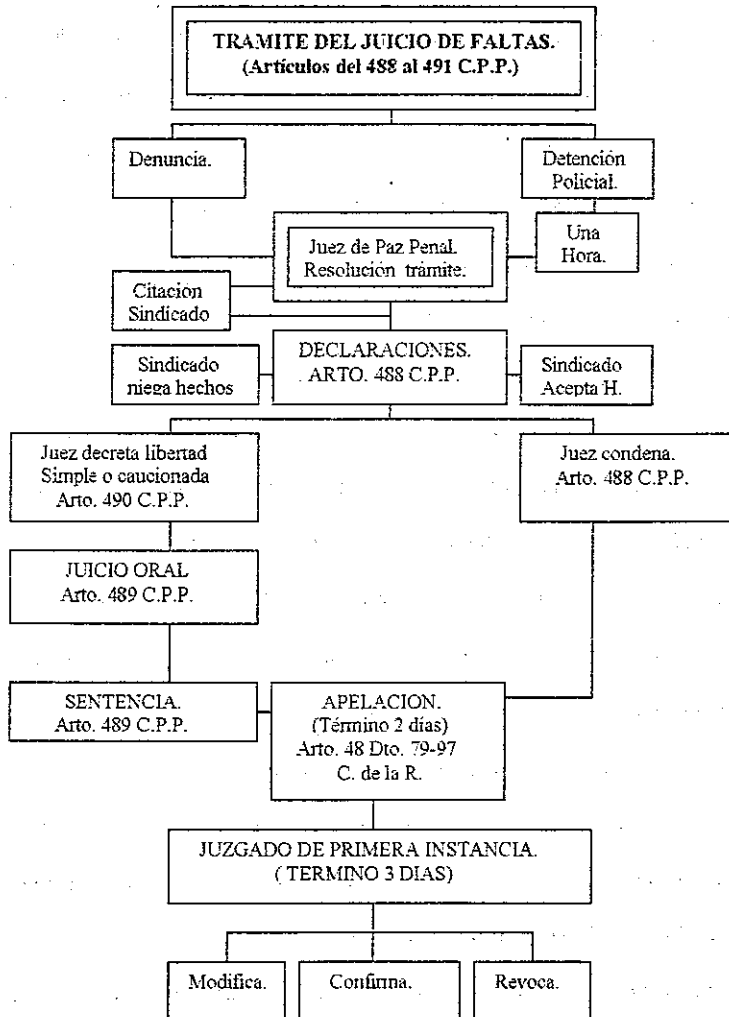 TRAMITE DEL JUICIO DE FALTAS.
(Artículos del 488 al 491 C.P.P.)
Denuncia.
Detención
Policial.
Juez de Paz Penal.
Resolución trámite.
Una
Hora.
Citación
Sindicado
DECLARACIONES.
ARTO. 488 C.P.P.
Sindicado
niega hechos
Sindicado
Acepta H.
Juez decreta libertad
Simple o caucionada
Arto. 490 C.P.P.
Juez condena.
Arto. 488 C.P.P.
JUICIO ORAL
Arto. 489 C.P.P.
SENTENCIA.
Arto. 489 C.P.P.
APELACION.
(Término 2 días)
Arto. 48 Dto. 79-97
C. de la R.
JUZGADO DE PRIMERA INSTANCIA.
( TERMINO 3 DIAS)
Modifica.
Confirma.
Revoca.